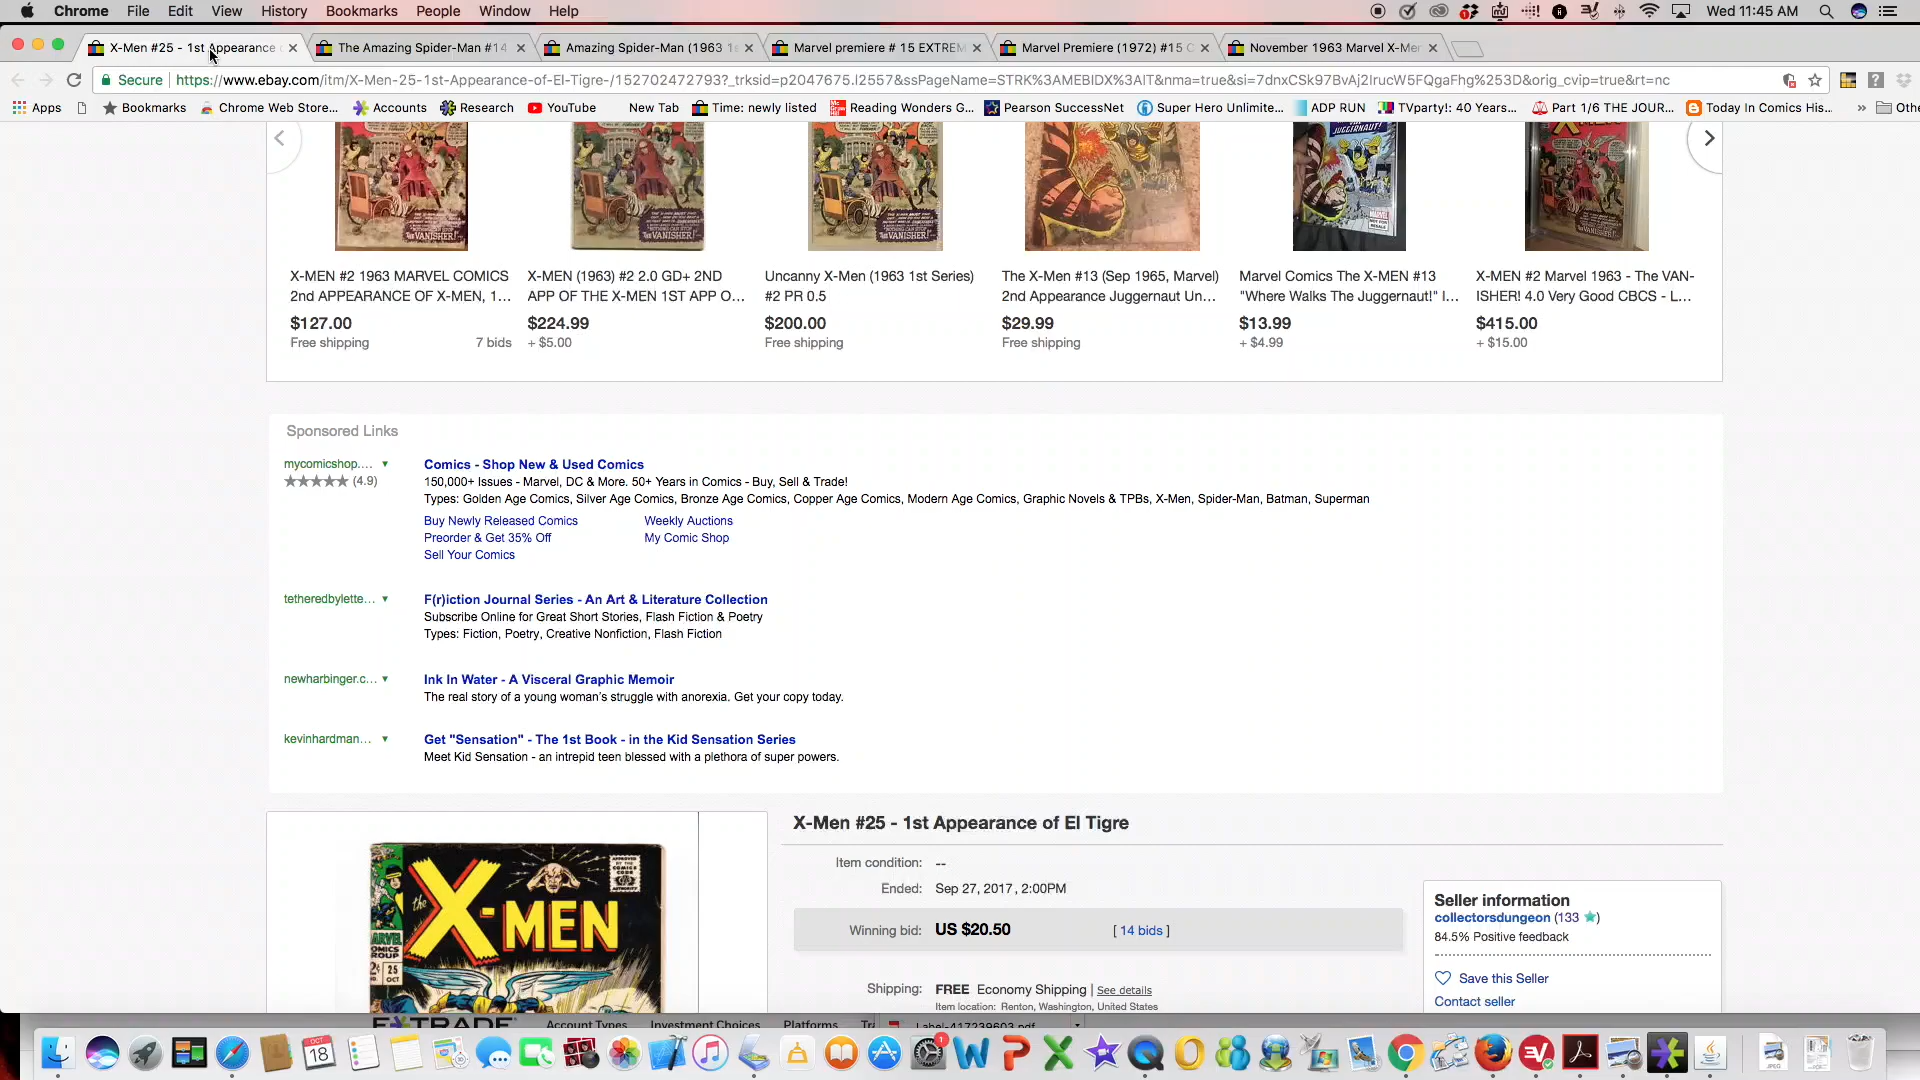 Chrome File Edit View History Bookmarks People Window Help Wed 11:45 AM
X-Men #25 - 1st Appearance The Amazing Spider-Man #14 Amazing Spider-Man (1963 1s Marvel premiere # 15 EXTREM Marvel Premiere (1972) #15 C November 1963 Marvel X-Men
Secure https://www.ebay.com/itm/X-Men-25-1st-Appearance-of-El-Tigre-/152702472793?_trksid=p2047675.l2557&ssPageName=STRK%3AMEBIDX%3AIT&nma=true&si=7dnxCSk97BvAj2IrucW5FQgaFhg%253D&orig_cvip=true&rt=nc
Apps Bookmarks Chrome Web Store... Accounts Research YouTube New Tab Time: newly listed Reading Wonders G... Pearson SuccessNet Super Hero Unlimite... ADP RUN TVparty!: 40 Years... Part 1/6 THE JOUR... Today In Comics His... » Othe
THE VANISHER! THE VANISHER! THE VANISHER! JUGGERNAUT! THE VANISHER!
X-MEN #2 1963 MARVEL COMICS 2nd APPEARANCE OF X-MEN, 1...
$127.00
Free shipping 7 bids
X-MEN (1963) #2 2.0 GD+ 2ND APP OF THE X-MEN 1ST APP O...
$224.99
+ $5.00
Uncanny X-Men (1963 1st Series) #2 PR 0.5
$200.00
Free shipping
The X-Men #13 (Sep 1965, Marvel) 2nd Appearance Juggernaut Un...
$29.99
Free shipping
Marvel Comics The X-MEN #13 "Where Walks The Juggernaut!" I...
$13.99
+ $4.99
X-MEN #2 Marvel 1963 - The VAN-ISHER! 4.0 Very Good CBCS - L...
$415.00
+ $15.00
Sponsored Links
mycomicshop.... ▼
★★★★★ (4.9)
Comics - Shop New & Used Comics
150,000+ Issues - Marvel, DC & More. 50+ Years in Comics - Buy, Sell & Trade!
Types: Golden Age Comics, Silver Age Comics, Bronze Age Comics, Copper Age Comics, Modern Age Comics, Graphic Novels & TPBs, X-Men, Spider-Man, Batman, Superman
Buy Newly Released Comics Weekly Auctions
Preorder & Get 35% Off My Comic Shop
Sell Your Comics
tetheredbylette... ▼
F(r)iction Journal Series - An Art & Literature Collection
Subscribe Online for Great Short Stories, Flash Fiction & Poetry
Types: Fiction, Poetry, Creative Nonfiction, Flash Fiction
newharbinger.c... ▼
Ink In Water - A Visceral Graphic Memoir
The real story of a young woman's struggle with anorexia. Get your copy today.
kevinhardman... ▼
Get "Sensation" - The 1st Book - in the Kid Sensation Series
Meet Kid Sensation - an intrepid teen blessed with a plethora of super powers.
the X-MEN
MARVEL COMICS GROUP
25 OCT
X-Men #25 - 1st Appearance of El Tigre
Item condition: --
Ended: Sep 27, 2017 , 2:00PM
Winning bid: US $20.50 [ 14 bids ]
Shipping: FREE Economy Shipping | See details
Item location: Renton, Washington, United States
Seller information
collectorsdungeon (133 ★)
84.5% Positive feedback
Save this Seller
Contact seller
E*TRADE Account Types Investment Choices Platforms
Label-417239603.pdf
OCT
18
1
JPEG